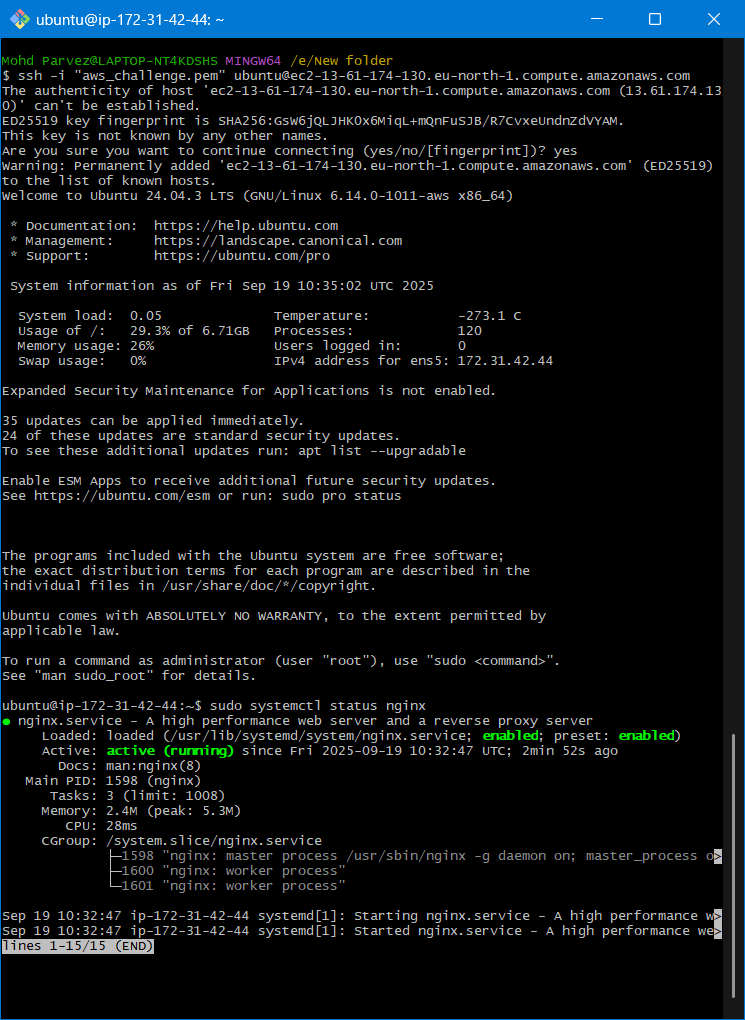 ubuntu@ip-172-31-42-44: ~
Mohd Parvez@LAPTOP-NT4KDSHS MINGW64 /e/New folder
$ ssh -i "aws_challenge.pem" ubuntu@ec2-13-61-174-130.eu-north-1.compute.amazonaws.com
The authenticity of host 'ec2-13-61-174-130.eu-north-1.compute.amazonaws.com (13.61.174.13
0)' can't be established.
ED25519 key fingerprint is SHA256:GsW6jQLJHKOx6MiqL+mQnFuSJB/R7CvxeUndnZdVYAM.
This key is not known by any other names.
Are you sure you want to continue connecting (yes/no/[fingerprint])? yes
Warning: Permanently added 'ec2-13-61-174-130.eu-north-1.compute.amazonaws.com' (ED25519)
to the list of known hosts.
Welcome to Ubuntu 24.04.3 LTS (GNU/Linux 6.14.0-1011-aws x86_64)
* Documentation:  https://help.ubuntu.com
* Management:     https://landscape.canonical.com
* Support:        https://ubuntu.com/pro
System information as of Fri Sep 19 10:35:02 UTC 2025
System load:  0.05              Temperature:           -273.1 C
Usage of /:   29.3% of 6.71GB   Processes:             120
Memory usage: 26%               Users logged in:       0
Swap usage:   0%                IPv4 address for ens5: 172.31.42.44
Expanded Security Maintenance for Applications is not enabled.
35 updates can be applied immediately.
24 of these updates are standard security updates.
To see these additional updates run: apt list --upgradable
Enable ESM Apps to receive additional future security updates.
See https://ubuntu.com/esm or run: sudo pro status
The programs included with the Ubuntu system are free software;
the exact distribution terms for each program are described in the
individual files in /usr/share/doc/*/copyright.
Ubuntu comes with ABSOLUTELY NO WARRANTY, to the extent permitted by
applicable law.
To run a command as administrator (user "root"), use "sudo <command>".
See "man sudo_root" for details.
ubuntu@ip-172-31-42-44:~$ sudo systemctl status nginx
● nginx.service - A high performance web server and a reverse proxy server
Loaded: loaded (/usr/lib/systemd/system/nginx.service; enabled; preset: enabled)
Active: active (running) since Fri 2025-09-19 10:32:47 UTC; 2min 52s ago
Docs: man:nginx(8)
Main PID: 1598 (nginx)
Tasks: 3 (limit: 1008)
Memory: 2.4M (peak: 5.3M)
CPU: 28ms
CGroup: /system.slice/nginx.service
├─1598 "nginx: master process /usr/sbin/nginx -g daemon on; master_process o>
├─1600 "nginx: worker process"
└─1601 "nginx: worker process"
Sep 19 10:32:47 ip-172-31-42-44 systemd[1]: Starting nginx.service - A high performance w>
Sep 19 10:32:47 ip-172-31-42-44 systemd[1]: Started nginx.service - A high performance we>
lines 1-15/15 (END)